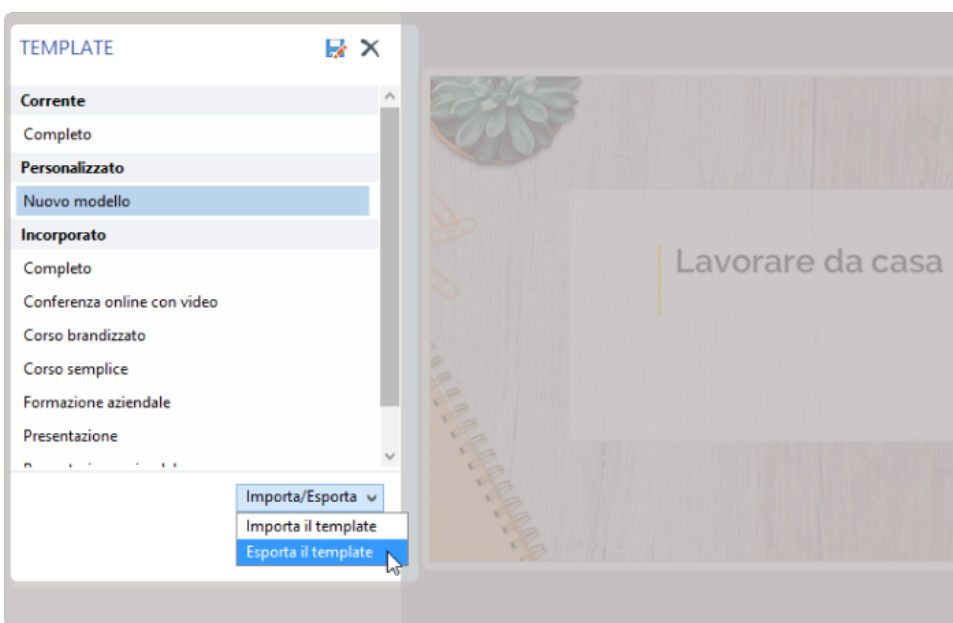 TEMPLATE
Corrente
Completo
Personalizzato
Nuovo modello
Incorporato
Completo
Conferenza online con video
Corso brandizzato
Corso semplice
Formazione aziendale
Presentazione
Importa/Esporta
Importa il template
Esporta il template
Lavorare da casa